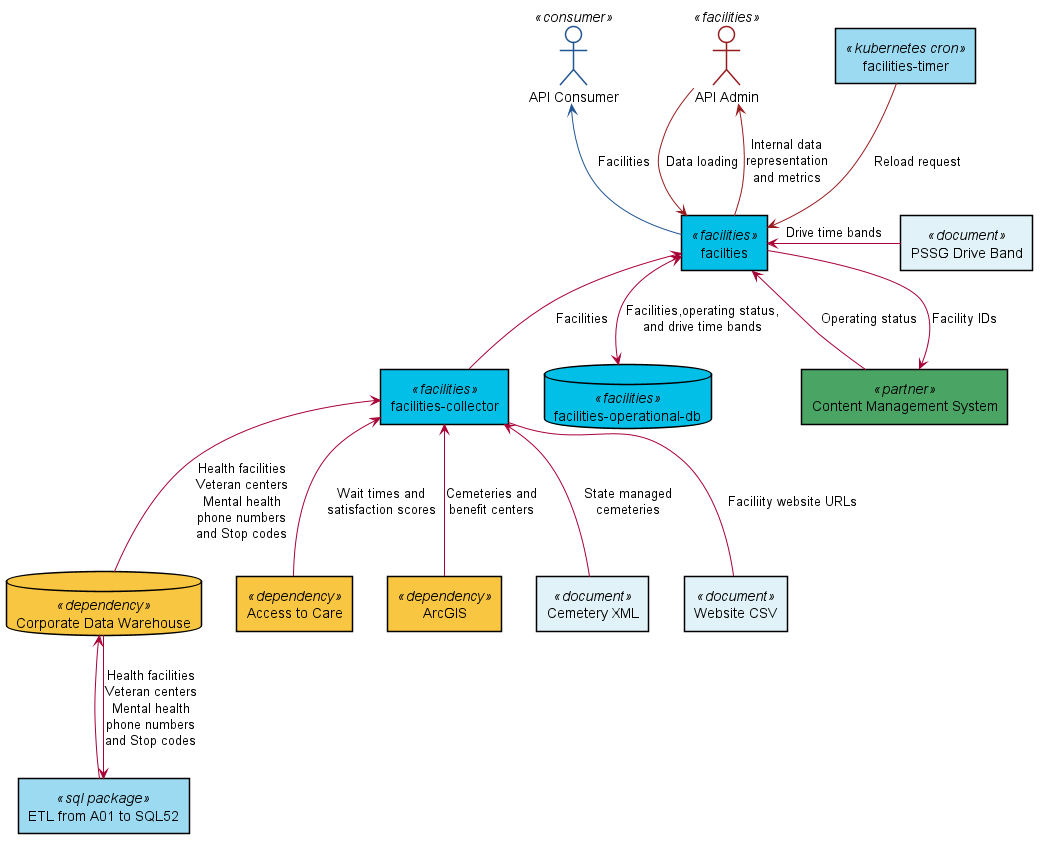 «consumer»
API Consumer
«facilities»
API Admin
«kubernetes cron»
facilities-timer
Facilities
Data loading
Internal data
representation
and metrics
Reload request
«facilities»
facilties
Drive time bands
«document»
PSSG Drive Band
Facilities
Facilities,operating status,
and drive time bands
Operating status
Facility IDs
«facilities»
facilities-collector
«facilities»
facilities-operational-db
«partner»
Content Management System
Health facilities
Veteran centers
Mental health
phone numbers
and Stop codes
Wait times and
satisfaction scores
Cemeteries and
benefit centers
State managed
cemeteries
Faciliity website URLs
«dependency»
Corporate Data Warehouse
«dependency»
Access to Care
«dependency»
ArcGIS
«document»
Cemetery XML
«document»
Website CSV
Health facilities
Veteran centers
Mental health
phone numbers
and Stop codes
«sql package»
ETL from A01 to SQL52